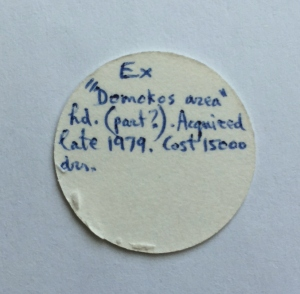 Ex
"Domokos area"
hd. (part?). Acquired
late 1979. Cost 15000
drs.